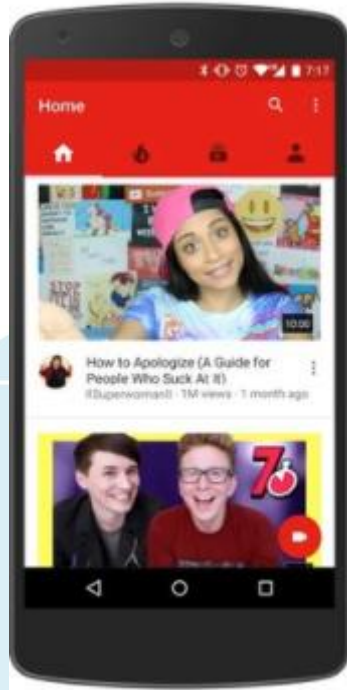 7:17
Home
STOP
10:00
How to Apologize (A Guide for
People Who Suck At It)
IISuperwomanII · 1M views · 1 month ago
7